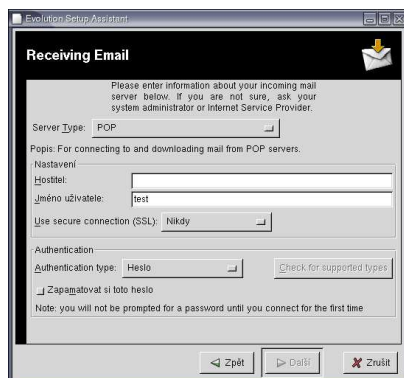 Evolution Setup Assistant
Receiving Email
Please enter information about your incoming mail
server below. If you are not sure, ask your
system administrator or Internet Service Provider.
Server Type: POP
Popis: For connecting to and downloading mail from POP servers.
Nastavení
Hostitel:
Jméno uživatele: test
Use secure connection (SSL): Nikdy
Authentication
Authentication type: Heslo Check for supported types
Zapamatovat si toto heslo
Note: you will not be prompted for a password until you connect for the first time
Zpět Další Zrušit